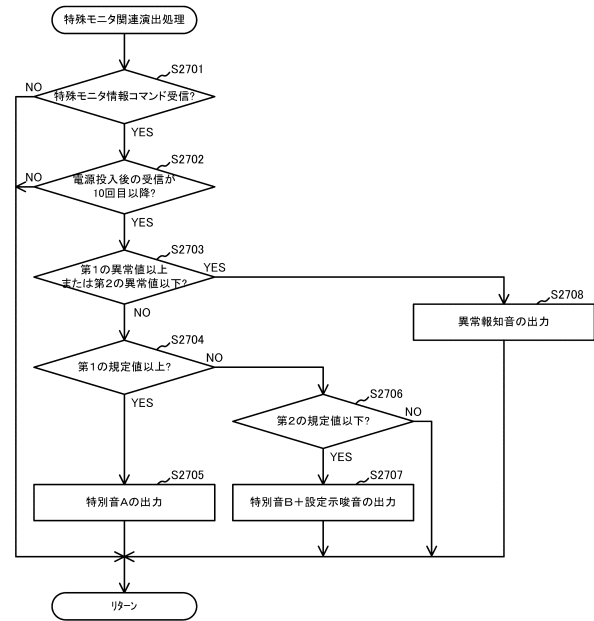 特殊モニタ関連演出処理
S2701
NO
特殊モニタ情報コマンド受信?
YES
S2702
NO
電源投入後の受信が
10回目以降?
YES
S2703
第1の異常値以上
または第2の異常値以下?
YES
NO
S2708
異常報知音の出力
S2704
第1の規定値以上?
NO
YES
S2706
第2の規定値以下?
NO
YES
S2705
特別音Aの出力
S2707
特別音B+設定示唆音の出力
リターン